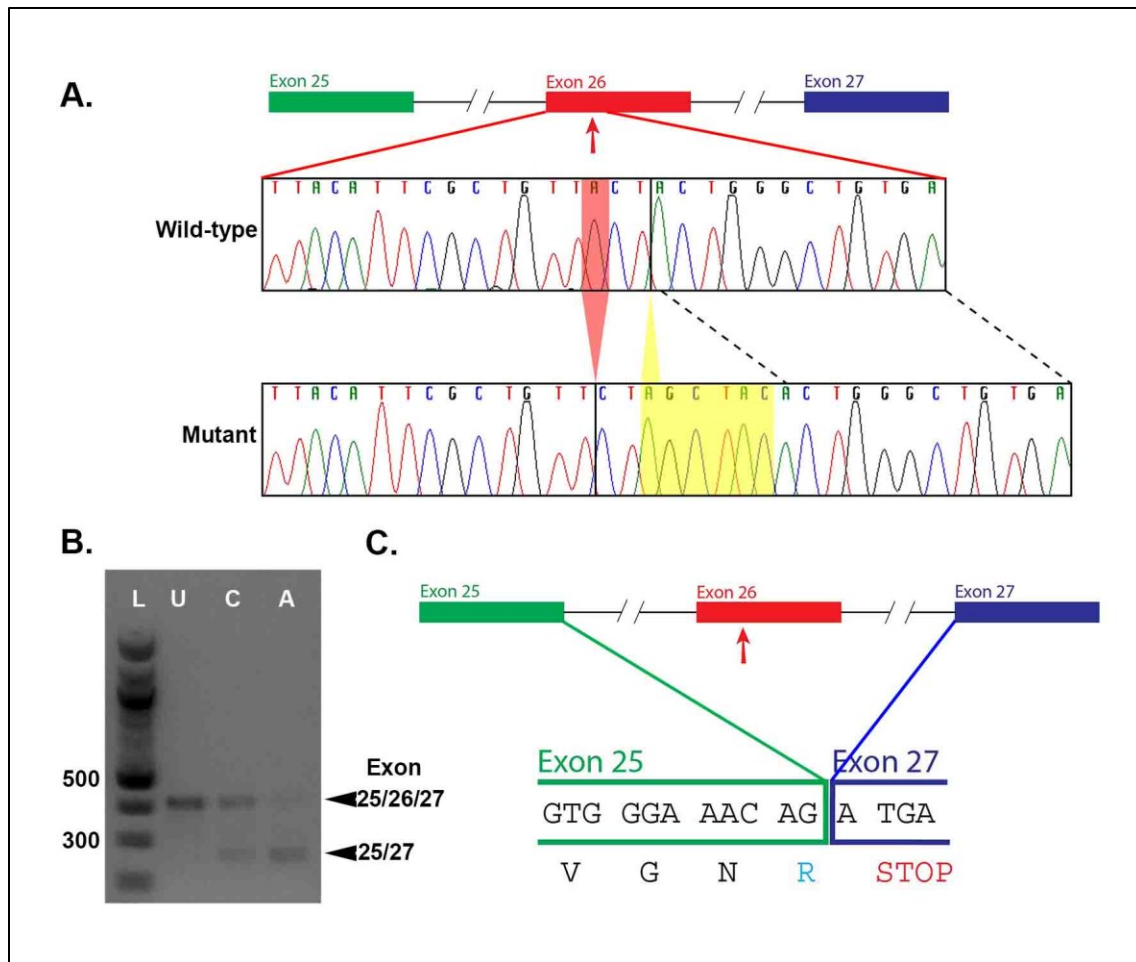 A.
Exon 25
Exon 26
Exon 27
T T A C A T T C G C T G T T A C T A C T G G G C T G T G A
Wild-type
T T A C A T T C G C T G T T C T A G C T A C A C T G G G C T G T G A
Mutant
B.
L U C A
500
300
Exon
25/26/27
25/27
C.
Exon 25
Exon 26
Exon 27
Exon 25
Exon 27
GTG GGA AAC AG A TGA
V G N R STOP